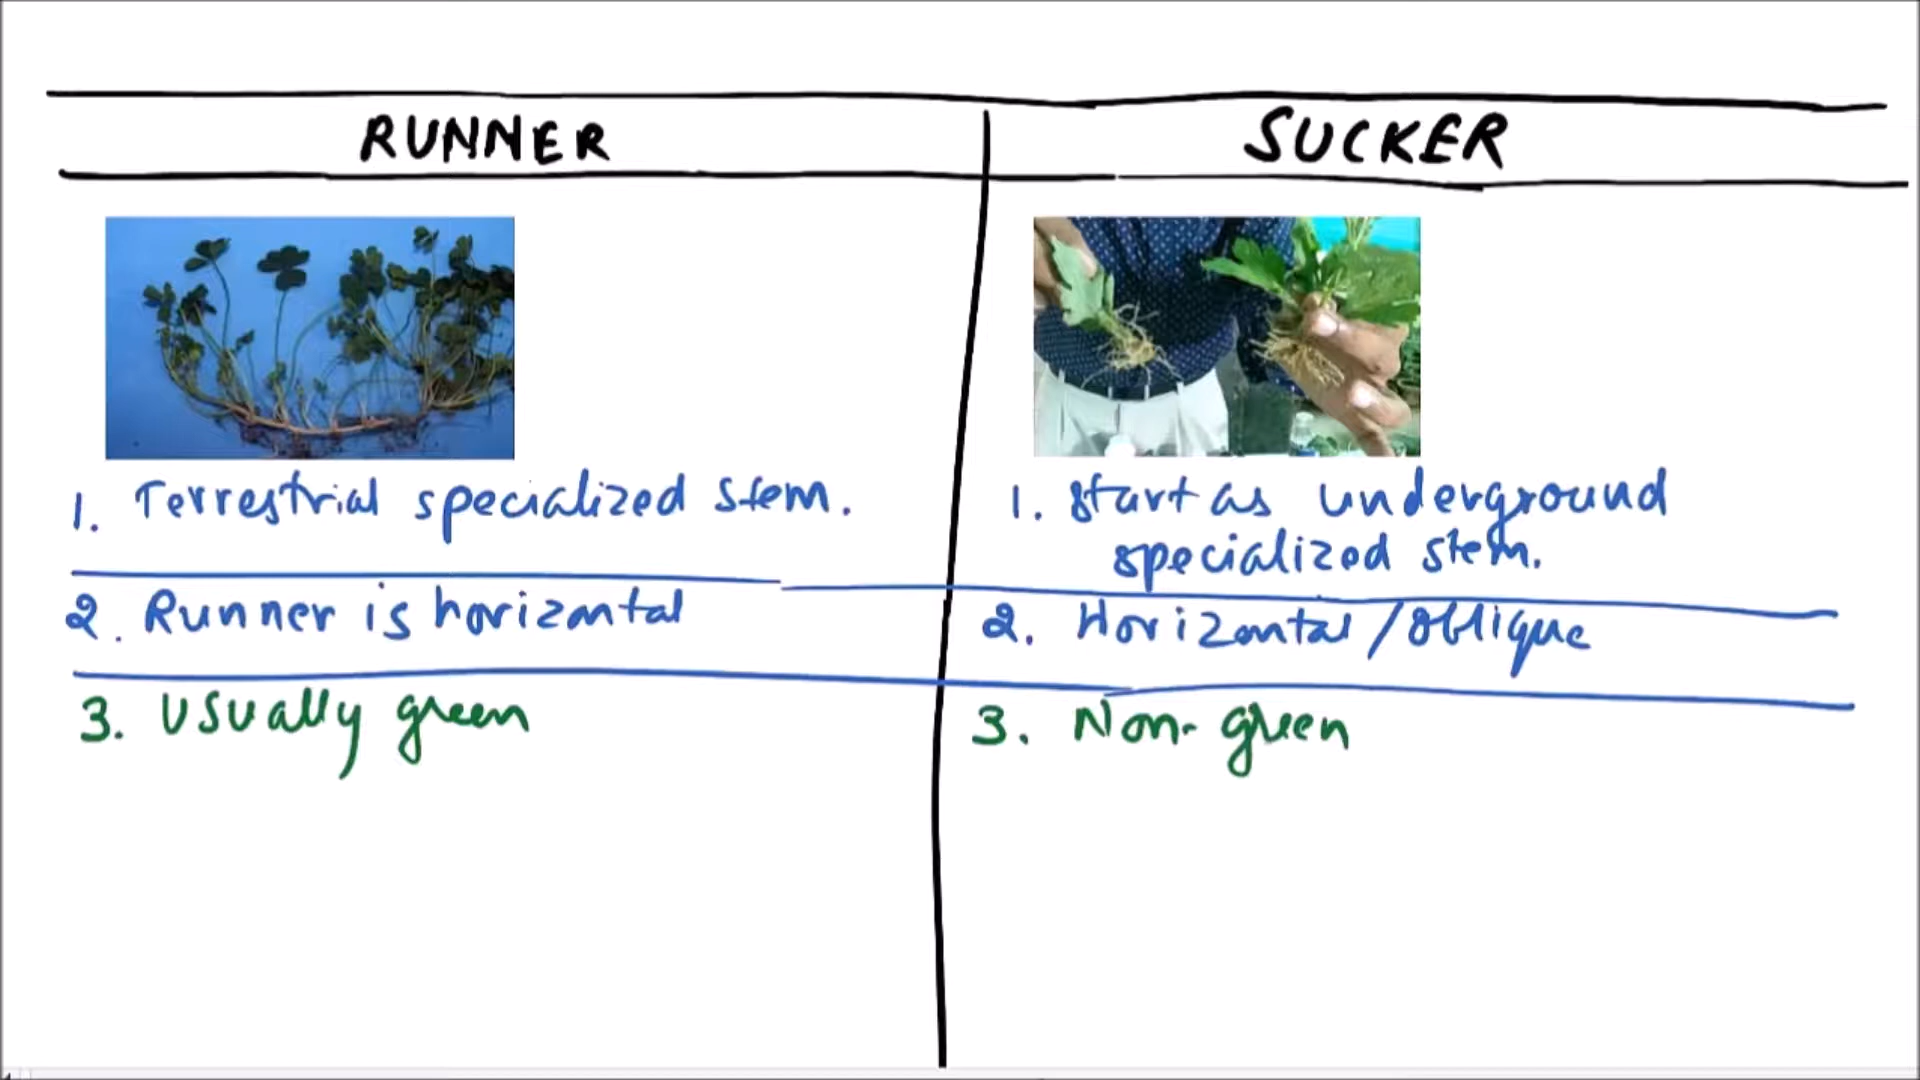 RUNNER
SUCKER
1. Terrestrial specialized stem.
2. Runner is horizontal
3. Usually green
1. Start as underground
specialized stem.
2. Horizontal/Oblique
3. Non-green